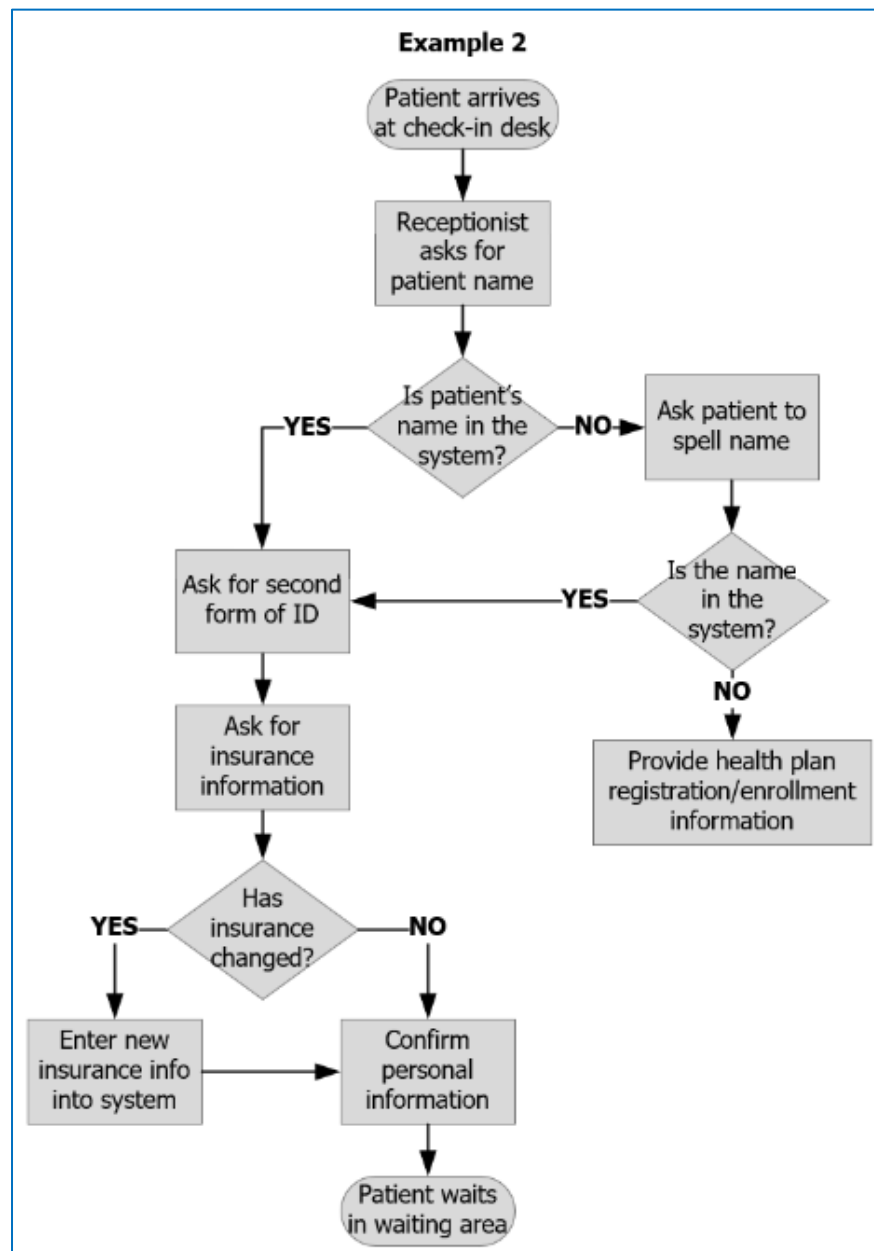 Example 2
Patient arrives
at check-in desk
Receptionist
asks for
patient name
Is patient's
name in the
system?
YES
NO
Ask patient to
spell name
Ask for second
form of ID
YES
Is the name
in the
system?
NO
Ask for
insurance
information
Provide health plan
registration/enrollment
information
Has
insurance
changed?
YES
NO
Enter new
insurance info
into system
Confirm
personal
information
Patient waits
in waiting area